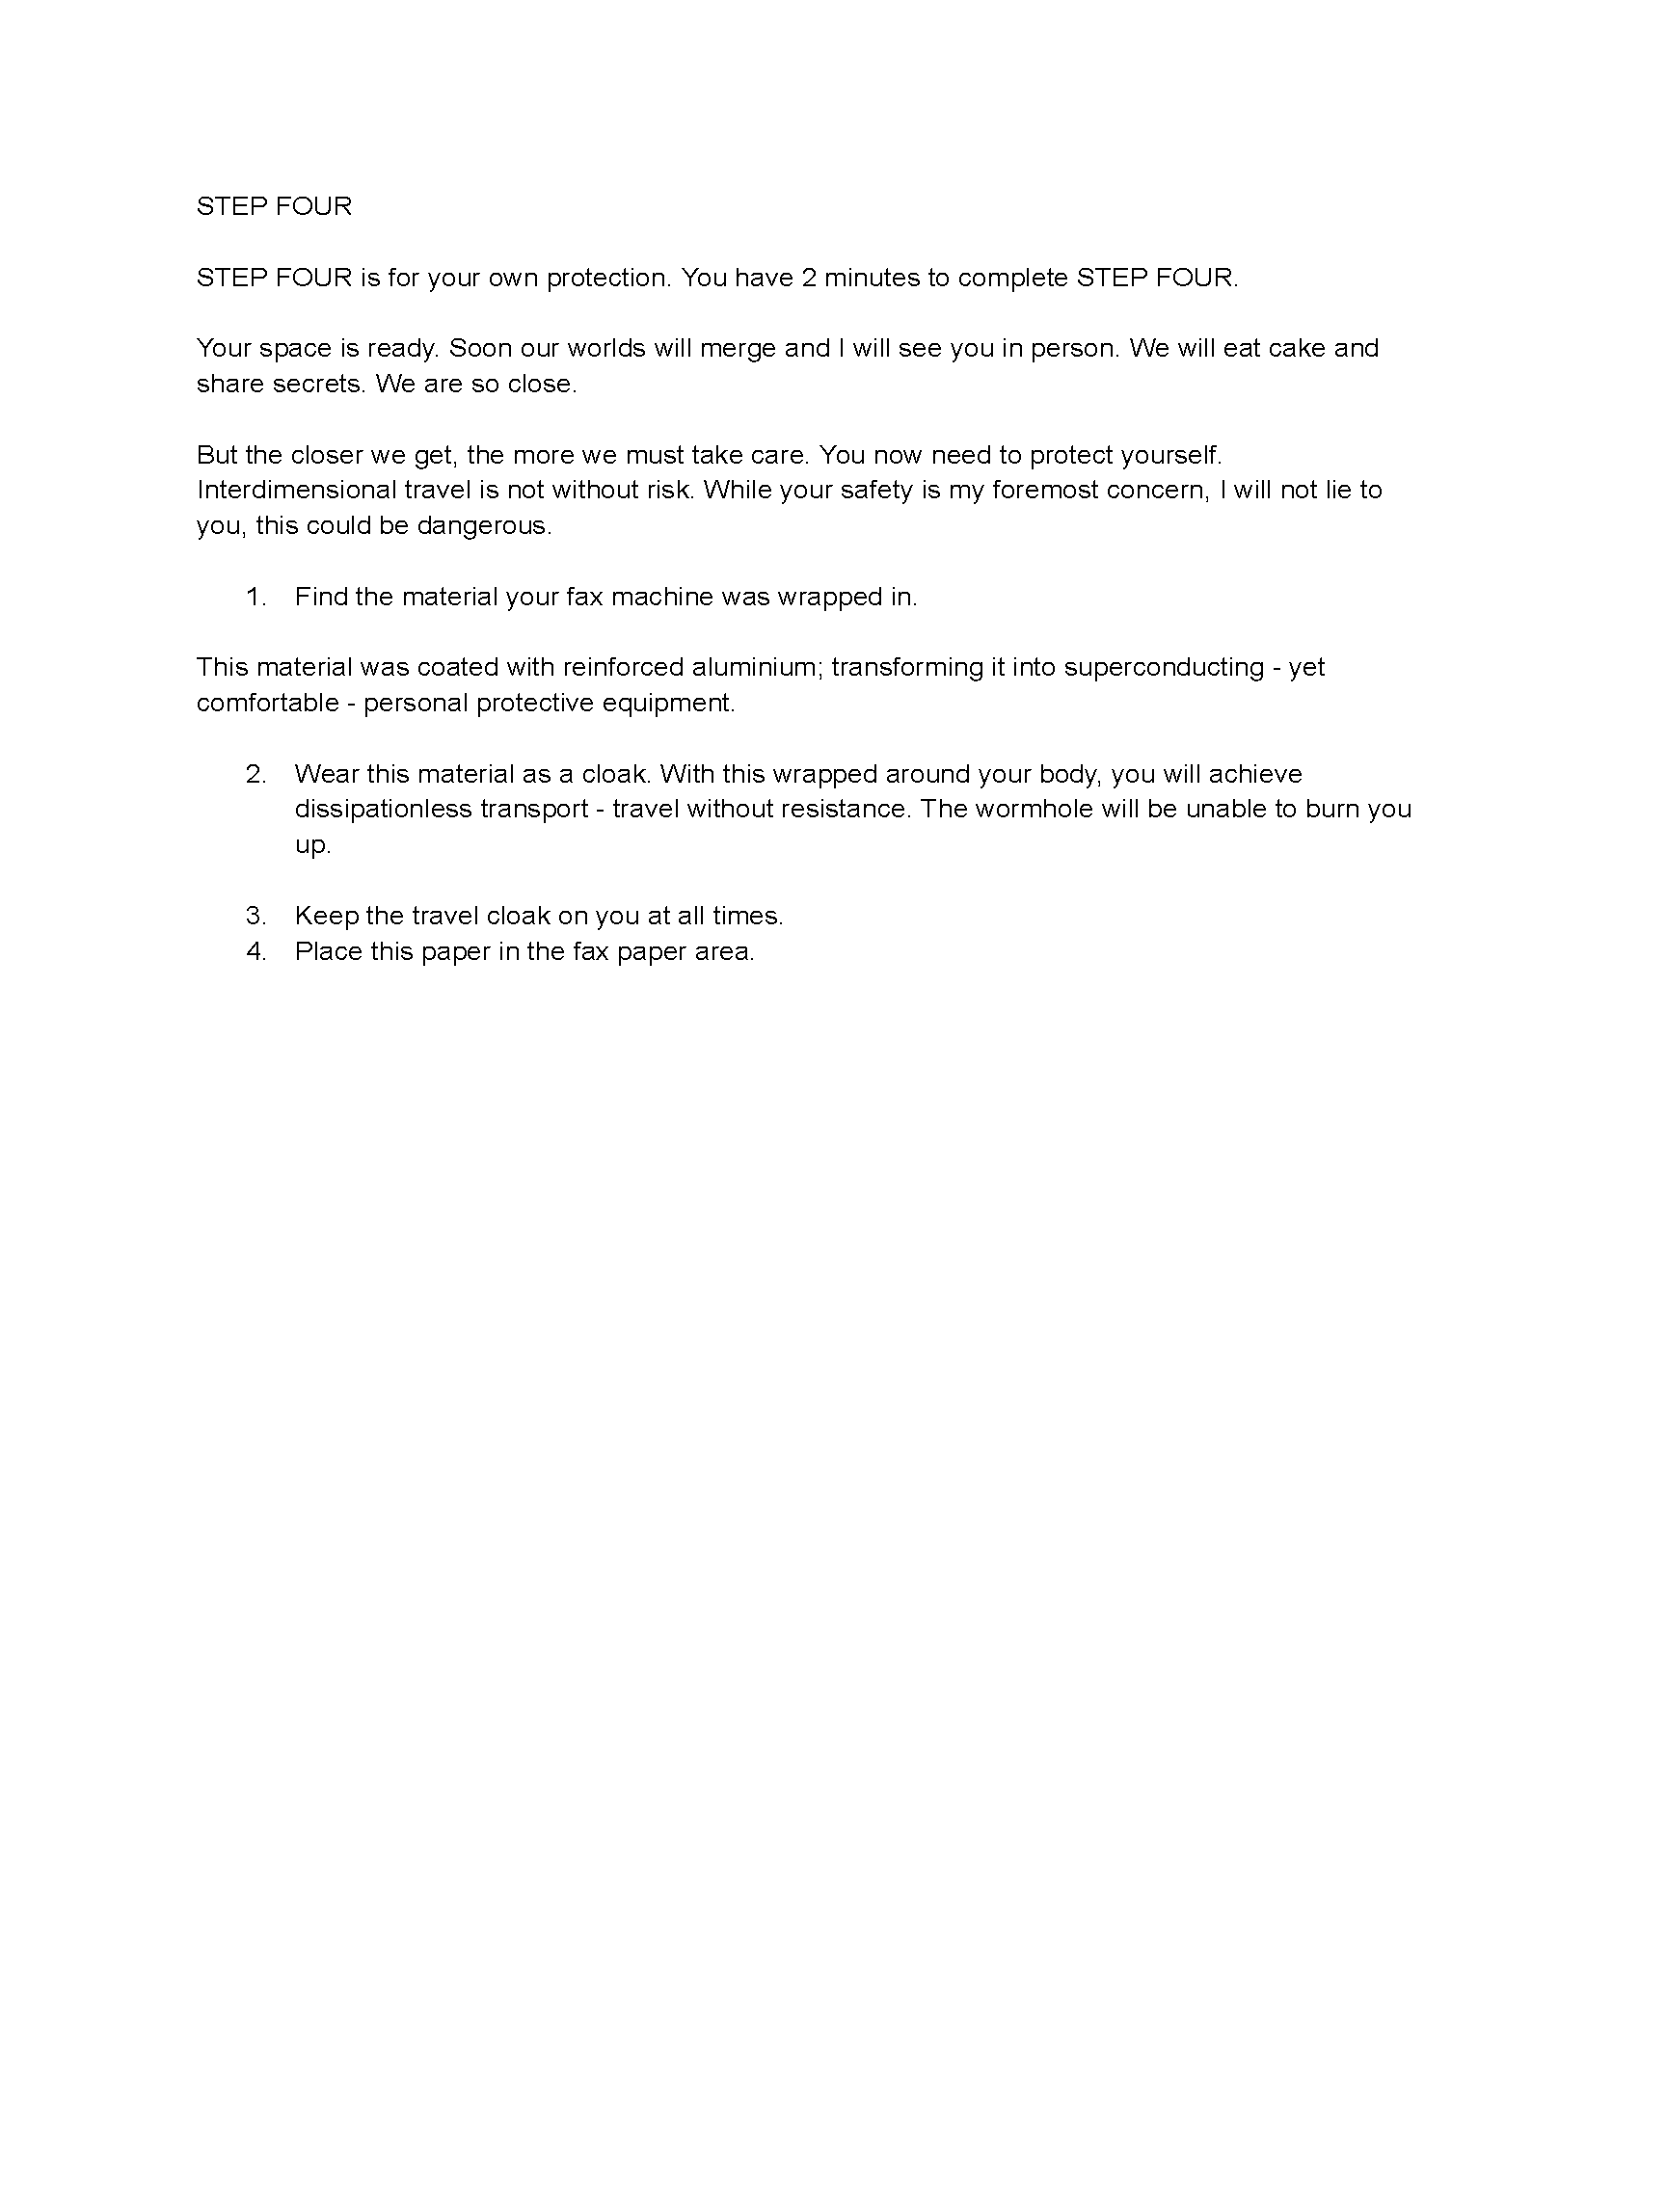 STEP FOUR
STEP FOUR is for your own protection. You have 2 minutes to complete STEP FOUR.
Your space is ready. Soon our worlds will merge and I will see you in person. We will eat cake and
share secrets. We are so close.
But the closer we get, the more we must take care. You now need to protect yourself.
Interdimensional travel is not without risk. While your safety is my foremost concern, I will not lie to
you, this could be dangerous.
1. Find the material your fax machine was wrapped in.
This material was coated with reinforced aluminium; transforming it into superconducting - yet
comfortable - personal protective equipment.
2. Wear this material as a cloak. With this wrapped around your body, you will achieve
dissipationless transport - travel without resistance. The wormhole will be unable to burn you
up.
3. Keep the travel cloak on you at all times.
4. Place this paper in the fax paper area.